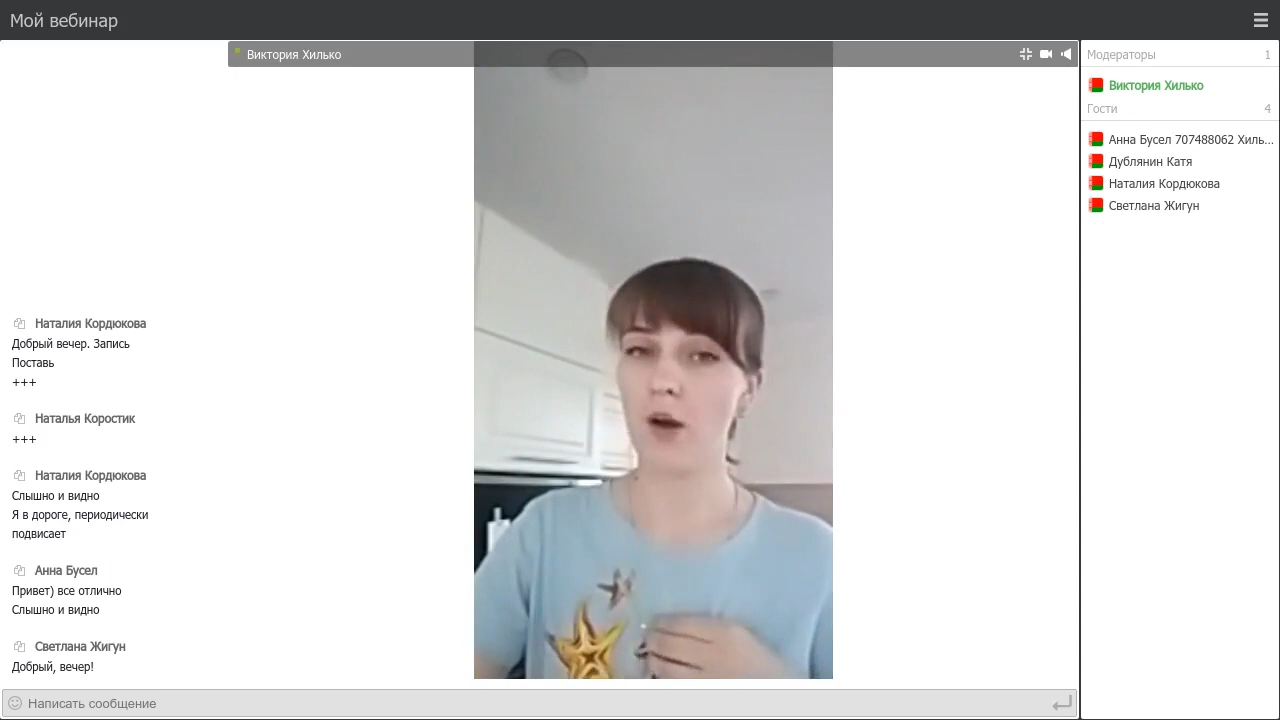 Мой вебинар
Виктория Хилько
Модераторы 1
Виктория Хилько
Гости 4
Анна Бусел 707488062 Хиль...
Дублянин Катя
Наталия Кордюкова
Светлана Жигун
Наталия Кордюкова
Добрый вечер. Запись
Поставь
+++
Наталья Коростик
+++
Наталия Кордюкова
Слышно и видно
Я в дороге, периодически
подвисает
Анна Бусел
Привет) все отлично
Слышно и видно
Светлана Жигун
Добрый, вечер!
Написать сообщение